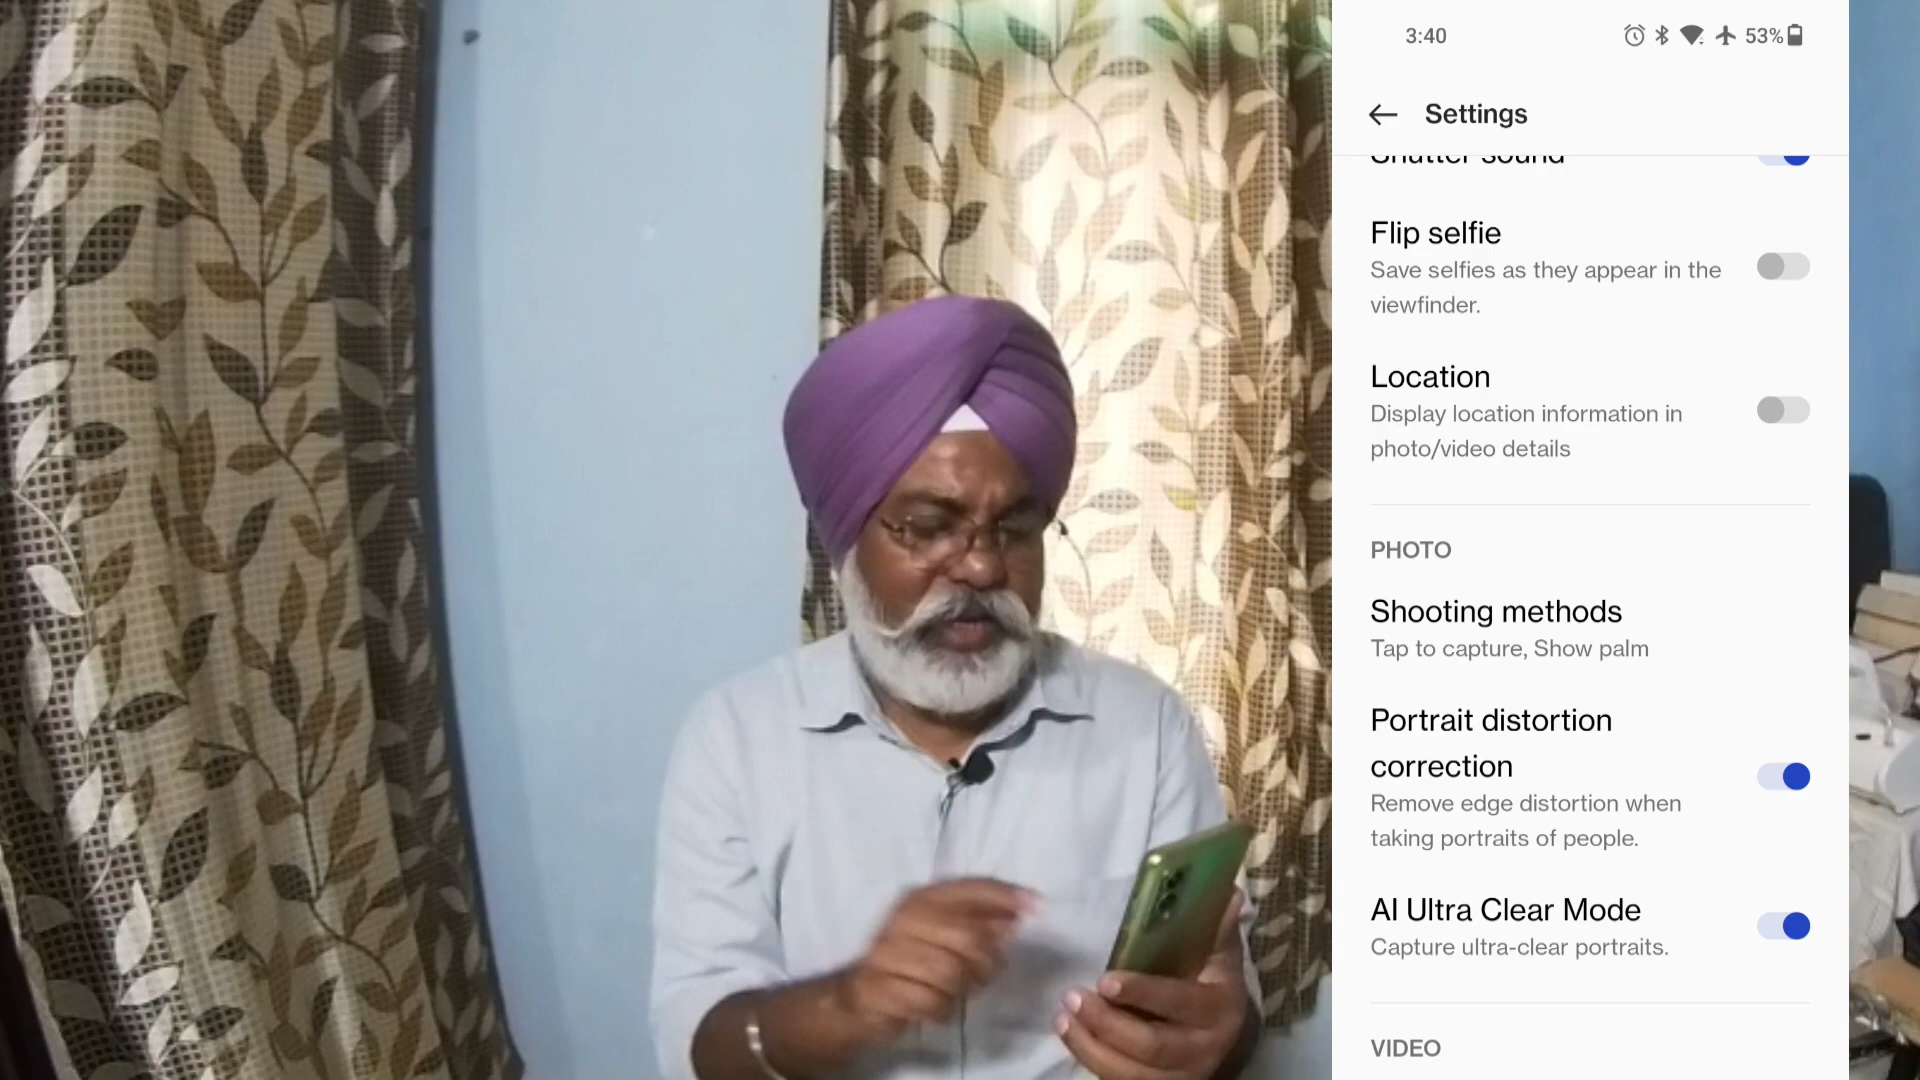 3:40
53%
Settings
Shutter sound
Flip selfie
Save selfies as they appear in the
viewfinder.
Location
Display location information in
photo/video details
PHOTO
Shooting methods
Tap to capture, Show palm
Portrait distortion
correction
Remove edge distortion when
taking portraits of people.
AI Ultra Clear Mode
Capture ultra-clear portraits.
VIDEO